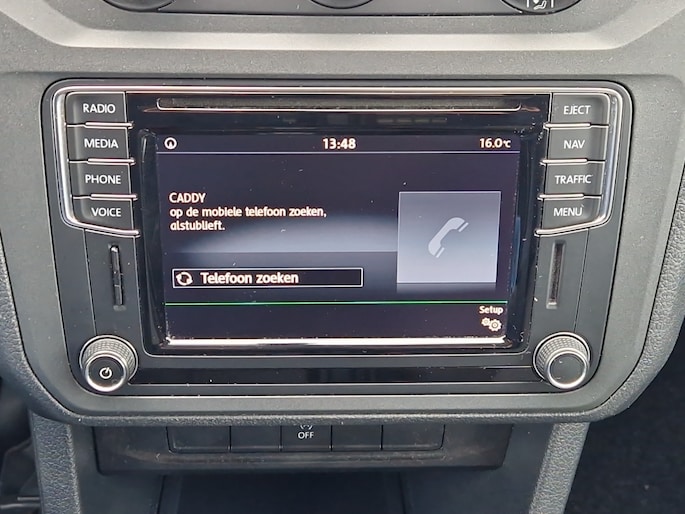 RADIO
MEDIA
PHONE
VOICE
13:48
16.0℃
CADDY
op de mobiele telefoon zoeken,
alstublieft.
Telefoon zoeken
Setup
EJECT
NAV
TRAFFIC
MENU
OFF